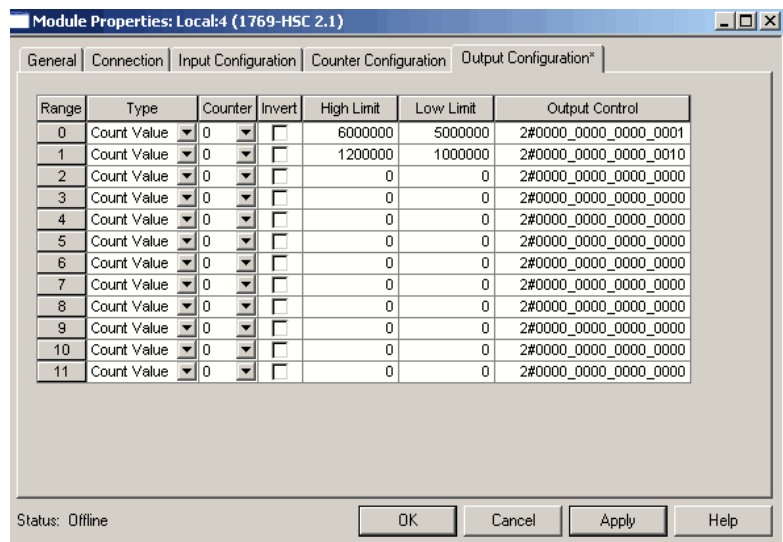 Module Properties: Local:4 (1769-HSC 2.1)
General Connection Input Configuration Counter Configuration Output Configuration*
Range Type Counter Invert High Limit Low Limit Output Control
0 Count Value 0 6000000 5000000 2#0000_0000_0000_0001
1 Count Value 0 1200000 1000000 2#0000_0000_0000_0010
2 Count Value 0 0 0 2#0000_0000_0000_0000
3 Count Value 0 0 0 2#0000_0000_0000_0000
4 Count Value 0 0 0 2#0000_0000_0000_0000
5 Count Value 0 0 0 2#0000_0000_0000_0000
6 Count Value 0 0 0 2#0000_0000_0000_0000
7 Count Value 0 0 0 2#0000_0000_0000_0000
8 Count Value 0 0 0 2#0000_0000_0000_0000
9 Count Value 0 0 0 2#0000_0000_0000_0000
10 Count Value 0 0 0 2#0000_0000_0000_0000
11 Count Value 0 0 0 2#0000_0000_0000_0000
Status: Offline OK Cancel Apply Help